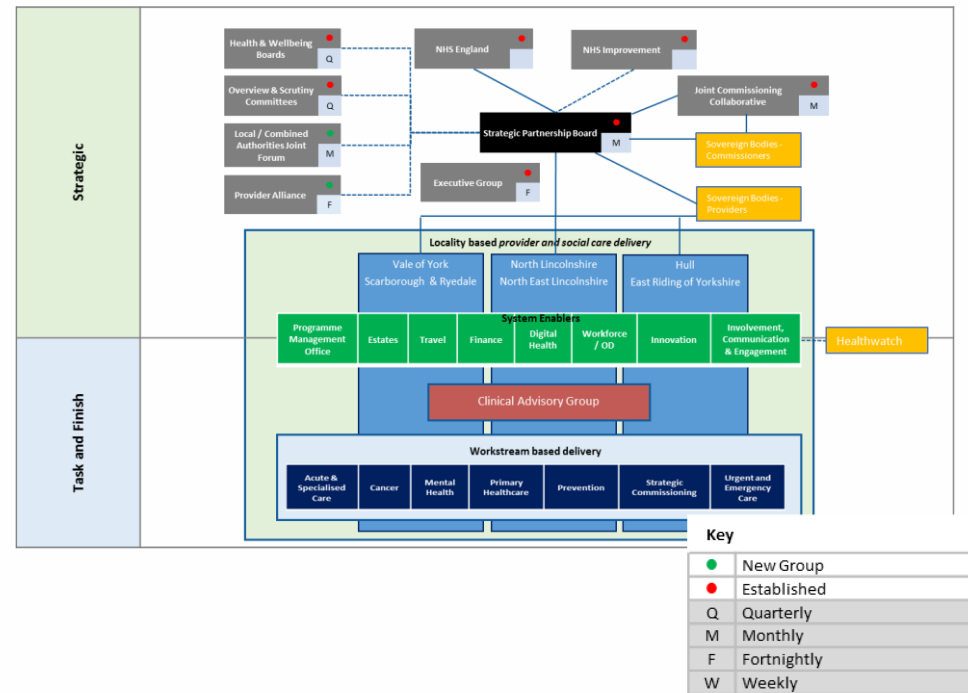 Strategic
Task and Finish
Health & Wellbeing
Boards
Q
NHS England
NHS Improvement
Overview & Scrutiny
Committees
Q
Joint Commissioning
Collaborative
M
Local / Combined
Authorities Joint
Forum
M
Strategic Partnership Board
M
Sovereign Bodies -
Commissioners
Provider Alliance
F
Executive Group
F
Sovereign Bodies -
Providers
Locality based provider and social care delivery
Vale of York
Scarborough & Ryedale
North Lincolnshire
North East Lincolnshire
Hull
East Riding of Yorkshire
System Enablers
Programme
Management
Office
Estates
Travel
Finance
Digital
Health
Workforce
/ OD
Innovation
Involvement,
Communication
& Engagement
Healthwatch
Clinical Advisory Group
Workstream based delivery
Acute &
Specialised
Care
Cancer
Mental
Health
Primary
Healthcare
Prevention
Strategic
Commissioning
Urgent and
Emergency
Care
Key
New Group
Established
Q Quarterly
M Monthly
F Fortnightly
W Weekly